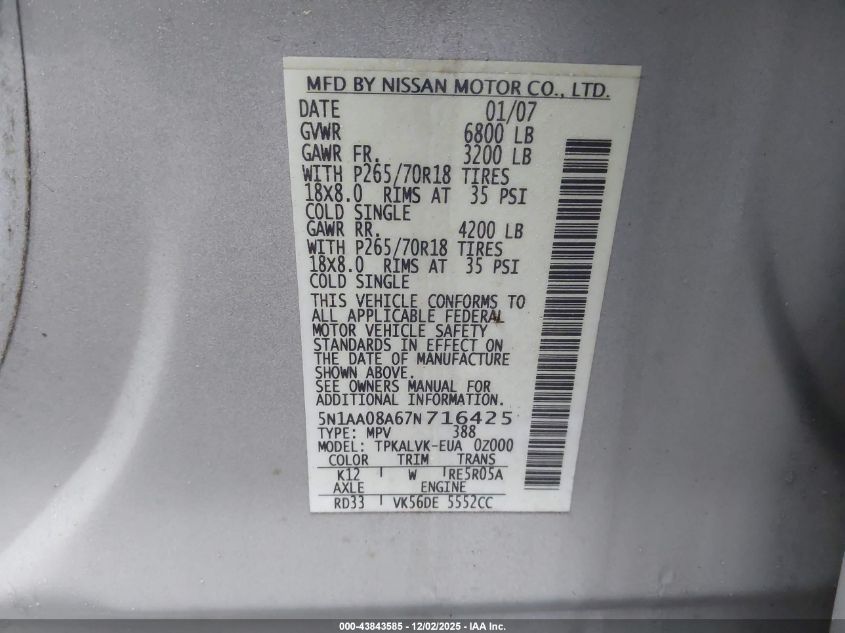 MFD BY NISSAN MOTOR CO., LTD.
DATE 01/07
GVWR 6800 LB
GAWR FR. 3200 LB
WITH P265/70R18 TIRES
18X8.0 RIMS AT 35 PSI
COLD SINGLE
GAWR RR. 4200 LB
WITH P265/70R18 TIRES
18X8.0 RIMS AT 35 PSI
COLD SINGLE
THIS VEHICLE CONFORMS TO
ALL APPLICABLE FEDERAL
MOTOR VEHICLE SAFETY
STANDARDS IN EFFECT ON
THE DATE OF MANUFACTURE
SHOWN ABOVE.
SEE OWNERS MANUAL FOR
ADDITIONAL INFORMATION.
5N1AA08A67N716425
TYPE: MPV 388
MODEL: TPKALVK-EUA 0Z000
COLOR TRIM TRANS
K12 W RE5R05A
AXLE ENGINE
RD33 VK56DE 5552CC
000-43843585 - 12/02/2025 - IAA Inc.